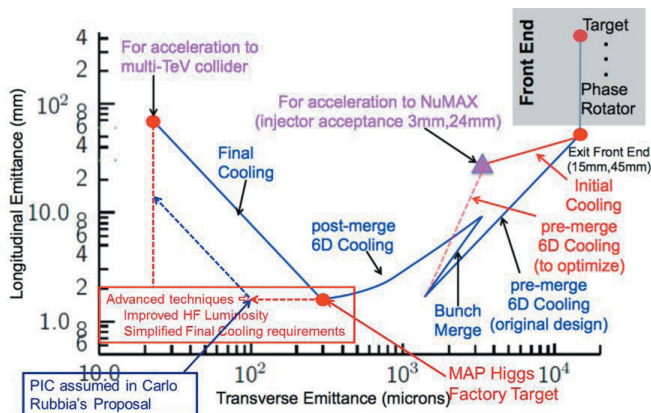 Front End
Target
Phase
Rotator
Exit Front End
(15mm,45mm)
For acceleration to
multi-TeV collider
For acceleration to NuMAX
(injector acceptance 3mm,24mm)
Final
Cooling
Initial
Cooling
post-merge
6D Cooling
pre-merge
6D Cooling
(to optimize)
pre-merge
6D Cooling
(original design)
Bunch
Merge
Advanced techniques
Improved HF Luminosity
Simplified Final Cooling requirements
MAP Higgs
Factory Target
PIC assumed in Carlo
Rubbia's Proposal
Longitudinal Emittance (mm)
4
2
10²
8
6
4
2
10.0
8
6
4
2
1.0
8
6
10.0
10²
10³
10⁴
Transverse Emittance (microns)